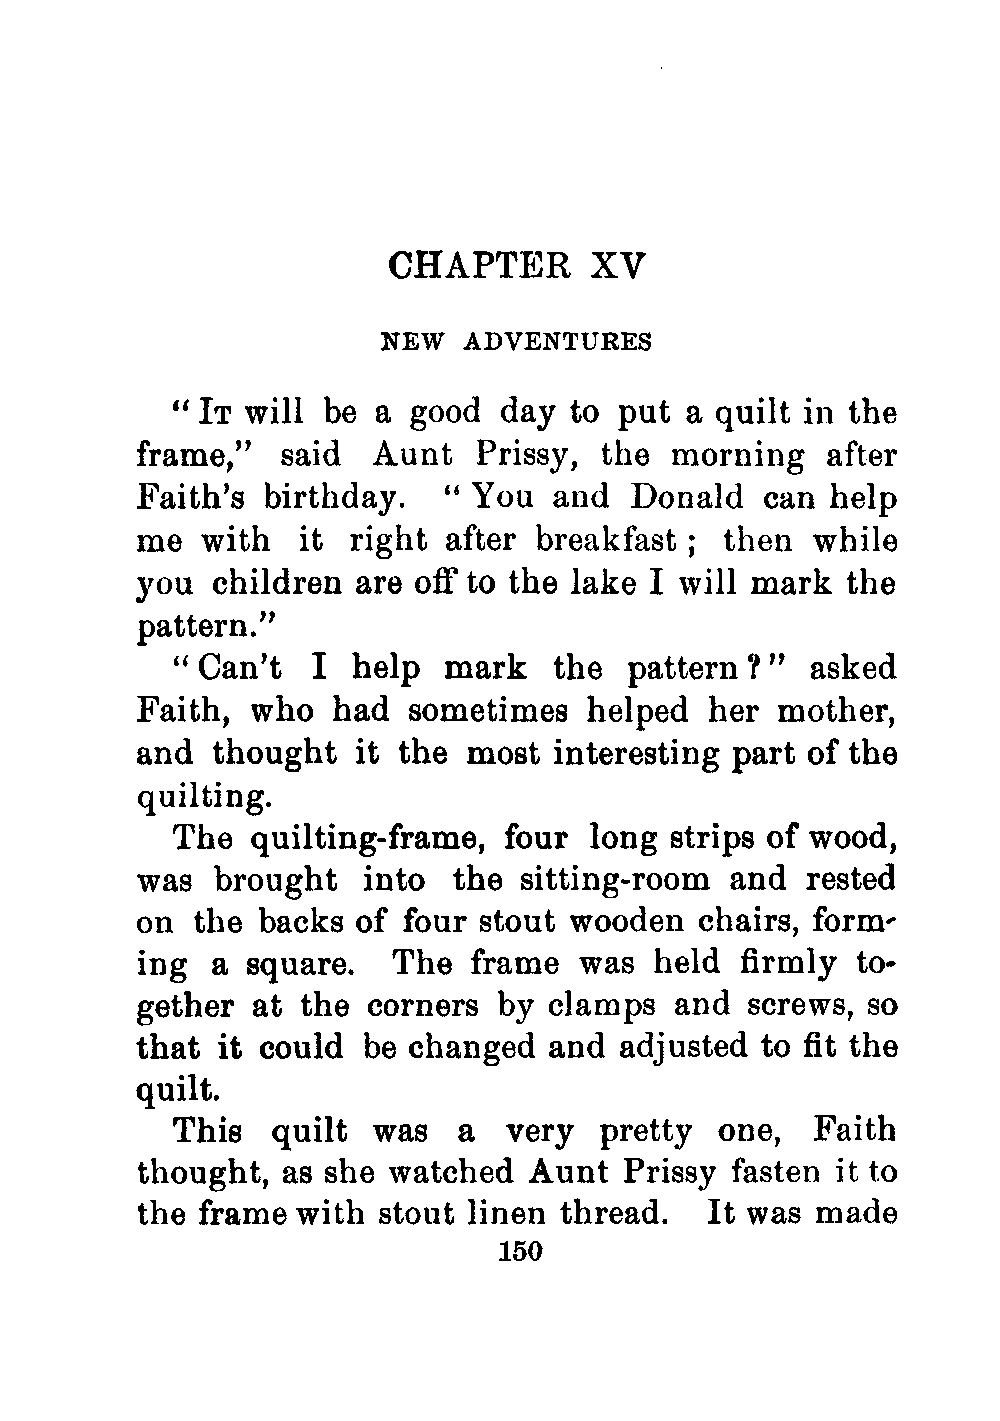 CHAPTER XV
NEW ADVENTURES
“ IT will be a good day to put a quilt in the
frame,” said Aunt Prissy, the morning after
Faith's birthday. “ You and Donald can help
me with it right after breakfast ; then while
you children are off to the lake I will mark the
pattern.”
“ Can't I help mark the pattern ? ” asked
Faith, who had sometimes helped her mother,
and thought it the most interesting part of the
quilting.
The quilting-frame, four long strips of wood,
was brought into the sitting-room and rested
on the backs of four stout wooden chairs, form-
ing a square. The frame was held firmly to-
gether at the corners by clamps and screws, so
that it could be changed and adjusted to fit the
quilt.
This quilt was a very pretty one, Faith
thought, as she watched Aunt Prissy fasten it to
the frame with stout linen thread. It was made
150